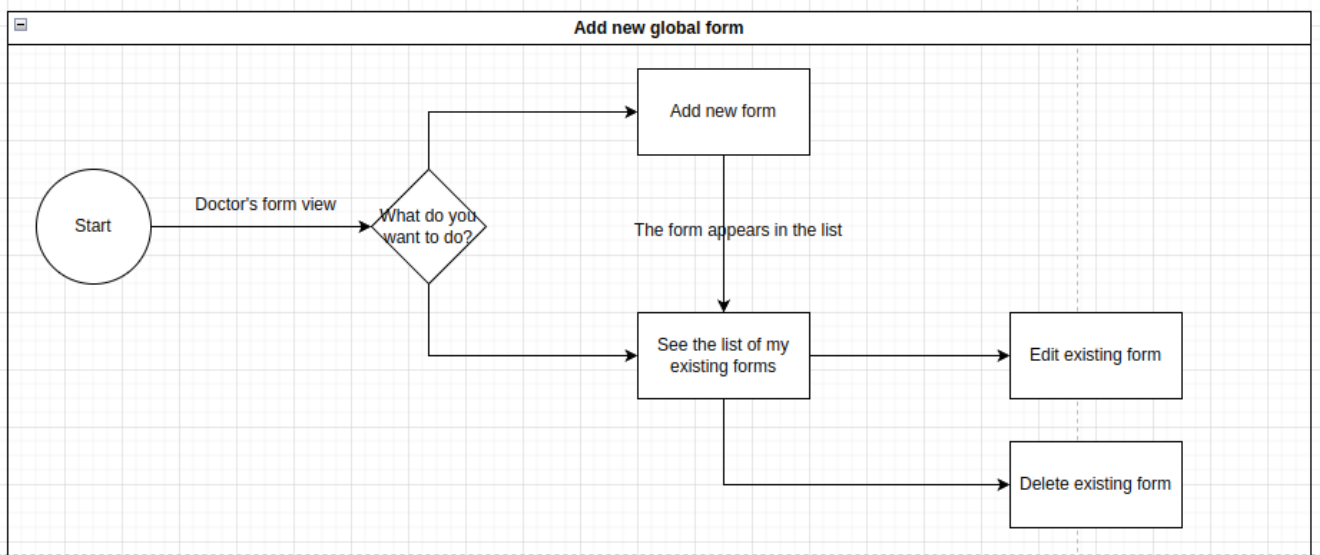 Add new global form
Add new form
Doctor's form view
Start
What do you
want to do?
The form appears in the list
See the list of my
existing forms
Edit existing form
Delete existing form